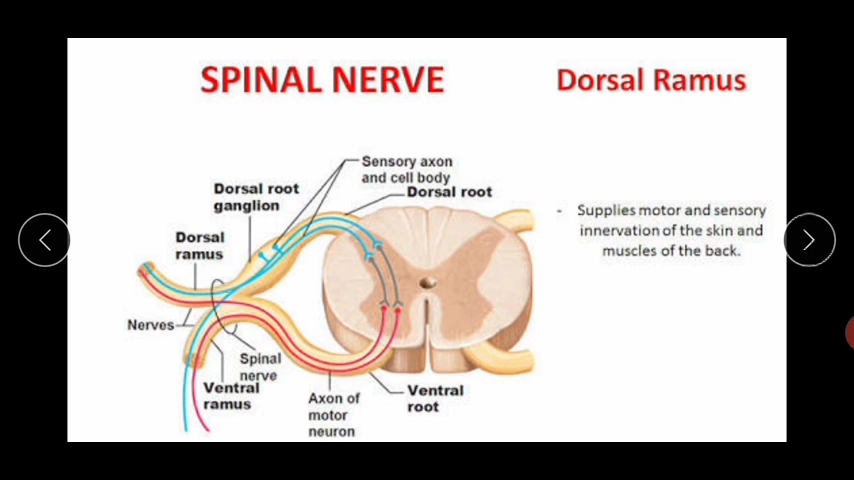 SPINAL NERVE
Dorsal Ramus
Sensory axon
and cell body
Dorsal root
Dorsal root
ganglion
Dorsal
ramus
Nerves
Spinal
nerve
Ventral
ramus
Axon of
motor
neuron
Ventral
root
- Supplies motor and sensory
innervation of the skin and
muscles of the back.